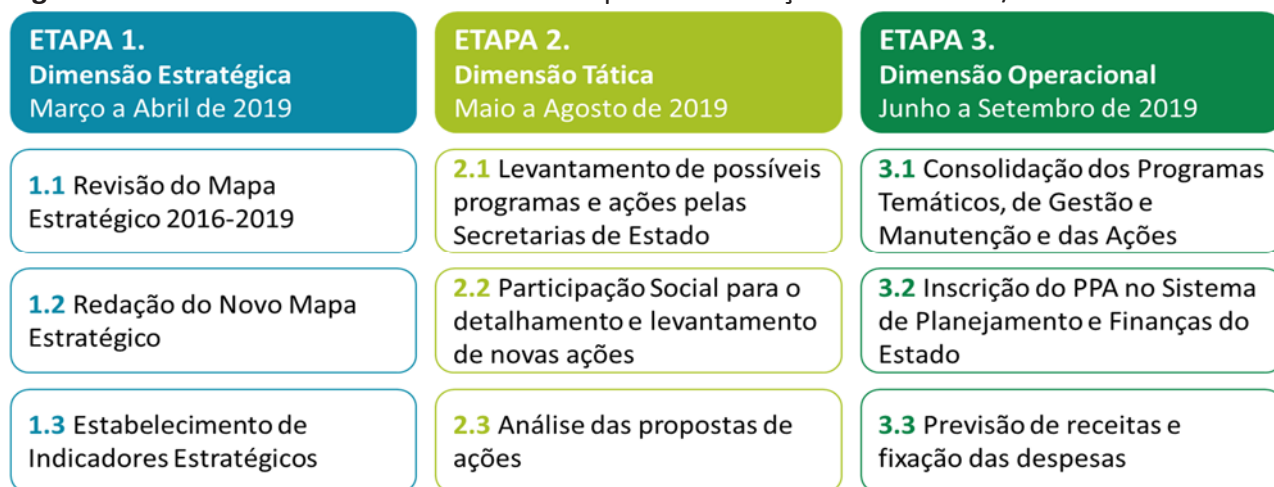 ETAPA 1.
Dimensão Estratégica
Março a Abril de 2019
1.1 Revisão do Mapa
Estratégico 2016-2019
1.2 Redação do Novo Mapa
Estratégico
1.3 Estabelecimento de
Indicadores Estratégicos
ETAPA 2.
Dimensão Tática
Maio a Agosto de 2019
2.1 Levantamento de possíveis
programas e ações pelas
Secretarias de Estado
2.2 Participação Social para o
detalhamento e levantamento
de novas ações
2.3 Análise das propostas de
ações
ETAPA 3.
Dimensão Operacional
Junho a Setembro de 2019
3.1 Consolidação dos Programas
Temáticos, de Gestão e
Manutenção e das Ações
3.2 Inscrição do PPA no Sistema
de Planejamento e Finanças do
Estado
3.3 Previsão de receitas e
fixação das despesas